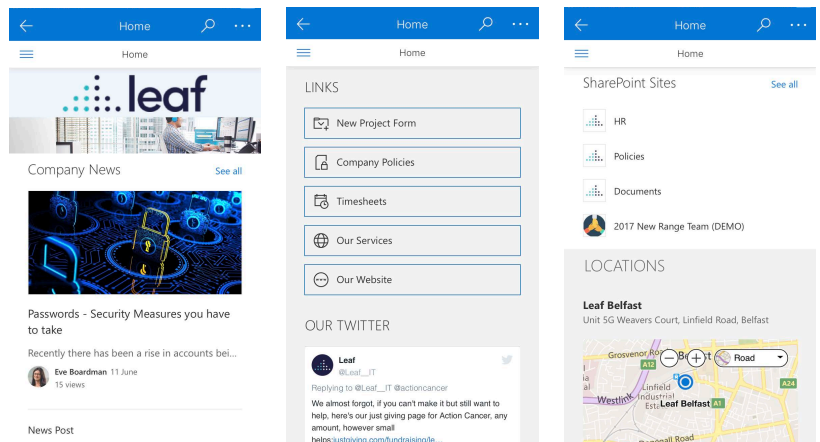 Home
Home
leaf
Company News
See all
Passwords - Security Measures you have
to take
Recently there has been a rise in accounts bei...
Eve Boardman 11 June
15 views
News Post
Home
Home
LINKS
New Project Form
Company Policies
Timesheets
Our Services
Our Website
OUR TWITTER
Leaf
@Leaf__IT
Replying to @Leaf__IT @actioncancer
We almost forgot, if you can't make it but still want to
help, here's our just giving page for Action Cancer, any
amount, however small
helps:justgiving.com/fundraising/le...
Home
Home
SharePoint Sites
See all
HR
Policies
Documents
2017 New Range Team (DEMO)
LOCATIONS
Leaf Belfast
Unit 5G Weavers Court, Linfield Road, Belfast
Grosvenor
Road
A12
A24
Linfield
Industrial
Westlink
Leaf Belfast
A1
Road